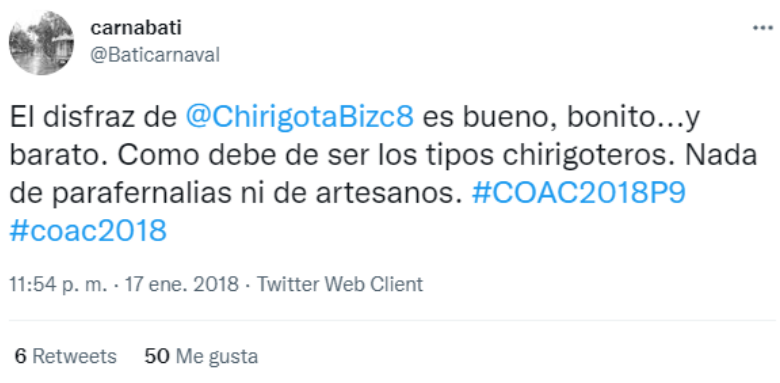 carnabati
@Baticarnaval
El disfraz de @ChirigotaBizc8 es bueno, bonito...y
barato. Como debe de ser los tipos chirigoteros. Nada
de parafernalias ni de artesanos. #COAC2018P9
#coac2018
11:54 p. m. · 17 ene. 2018 · Twitter Web Client
6 Retweets 50 Me gusta